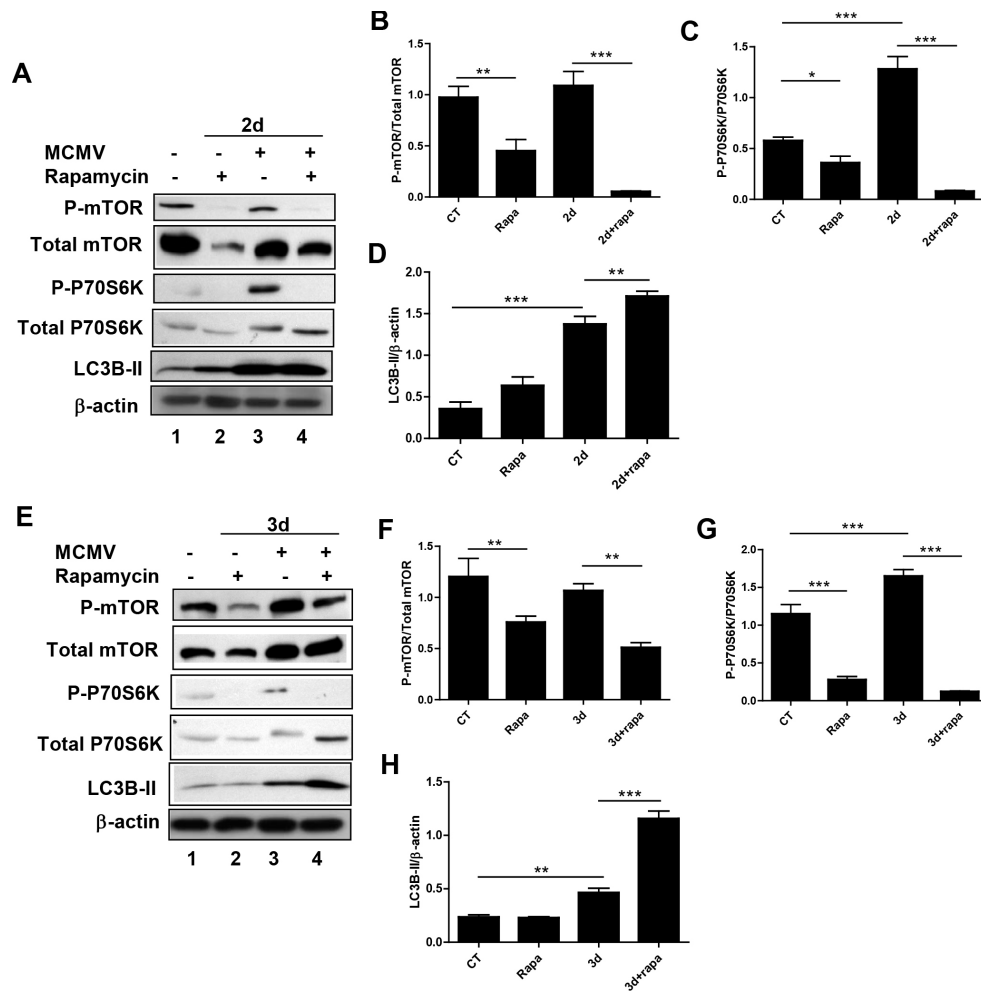 A
2d
MCMV - - + +
Rapamycin - + - +
P-mTOR
Total mTOR
P-P70S6K
Total P70S6K
LC3B-II
β-actin
1 2 3 4
B
P-mTOR/Total mTOR
1.5
1.0
0.5
0.0
** ***
CT Rapa 2d 2d+rapa
C
P-P70S6K/P70S6K
1.5
1.0
0.5
0.0
***
***
*
CT Rapa 2d 2d+rapa
D
LC3B-II/β-actin
2.0
1.5
1.0
0.5
0.0
**
***
CT Rapa 2d 2d+rapa
E
3d
MCMV - - + +
Rapamycin - + - +
P-mTOR
Total mTOR
P-P70S6K
Total P70S6K
LC3B-II
β-actin
1 2 3 4
F
P-mTOR/Total mTOR
1.5
1.0
0.5
0.0
** **
CT Rapa 3d 3d+rapa
G
P-P70S6K/P70S6K
2.0
1.5
1.0
0.5
0.0
***
***
***
CT Rapa 3d 3d+rapa
H
LC3B-II/β-actin
1.5
1.0
0.5
0.0
***
**
CT Rapa 3d 3d+rapa